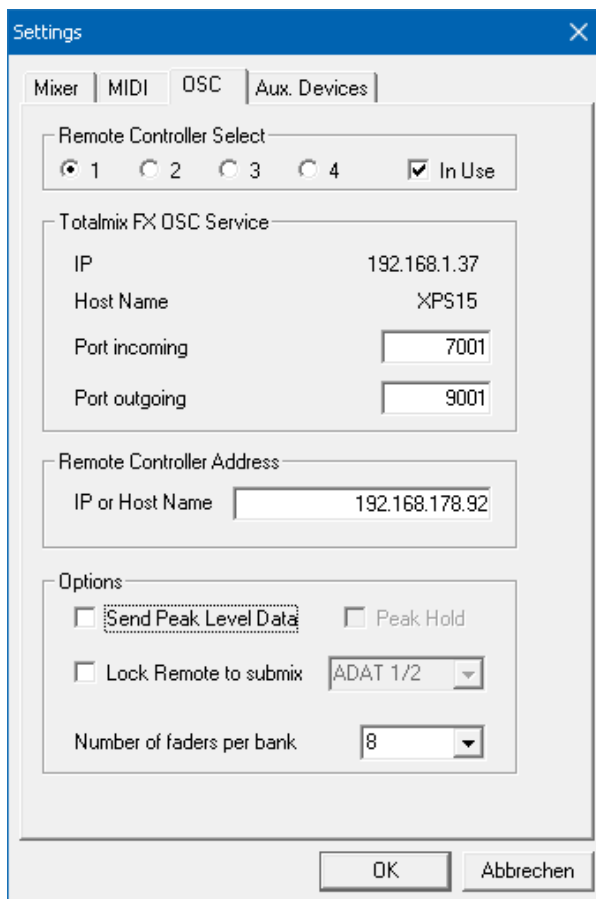 Settings
Mixer MIDI OSC Aux. Devices
Remote Controller Select
1 2 3 4 In Use
Totalmix FX OSC Service
IP 192.168.1.37
Host Name XPS15
Port incoming 7001
Port outgoing 9001
Remote Controller Address
IP or Host Name 192.168.178.92
Options
Send Peak Level Data Peak Hold
Lock Remote to submix ADAT 1/2
Number of faders per bank 8
OK Abbrechen